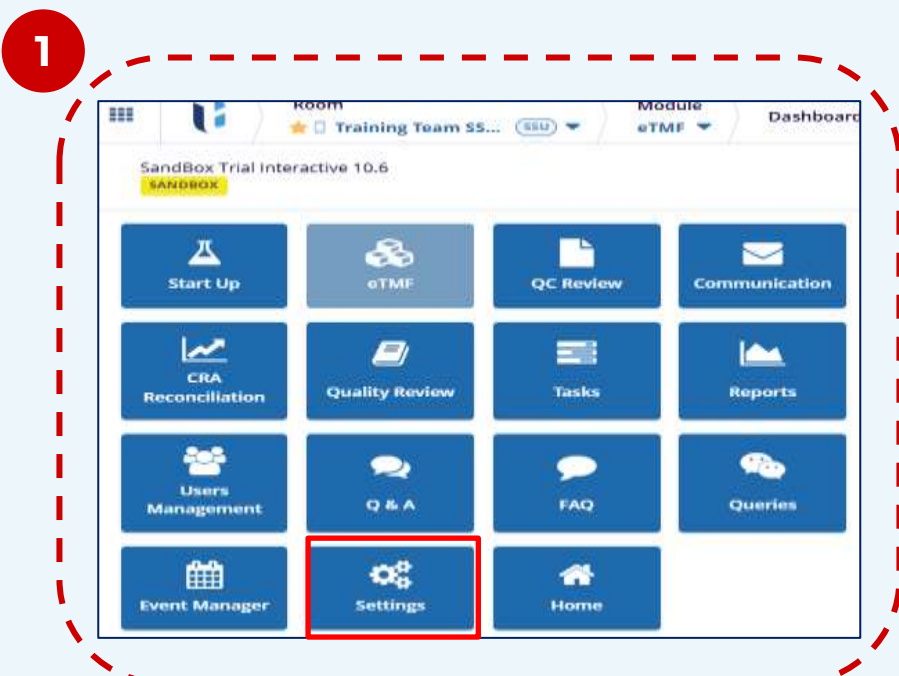 1
Room
Module
Training Team SS... SSU
eTMF
Dashboard
SandBox Trial Interactive 10.6
SANDBOX
Start Up
eTMF
QC Review
Communication
CRA
Reconciliation
Quality Review
Tasks
Reports
Users
Management
Q & A
FAQ
Queries
Event Manager
Settings
Home